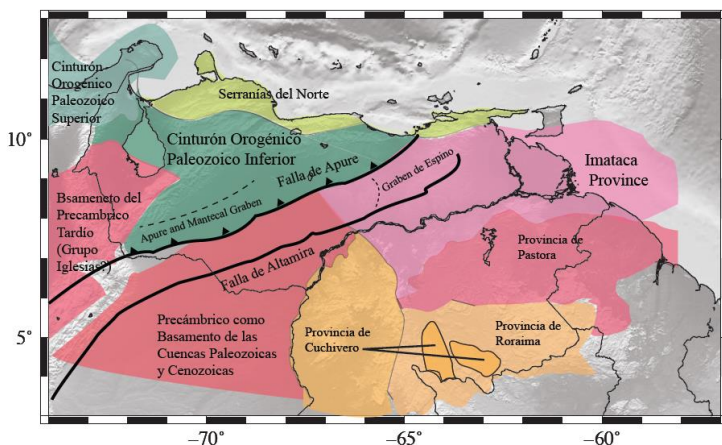 Cinturón
Orogénico
Paleozoico
Superior
Serranías del Norte
10°
Cinturón Orogénico
Paleozoico Inferior
Falla de Apure
Graben de Espino
Imataca
Province
Bsameneto del
Precambrico
Tardío
(Grupo
Iglesias?)
Apure and Mantecal Graben
Falla de Altamira
Provincia de
Pastora
5°
Precámbrico como
Basamento de las
Cuencas Paleozoicas
y Cenozoicas
Provincia de
Cuchivero
Provincia de
Roraima
−70°
−65°
−60°